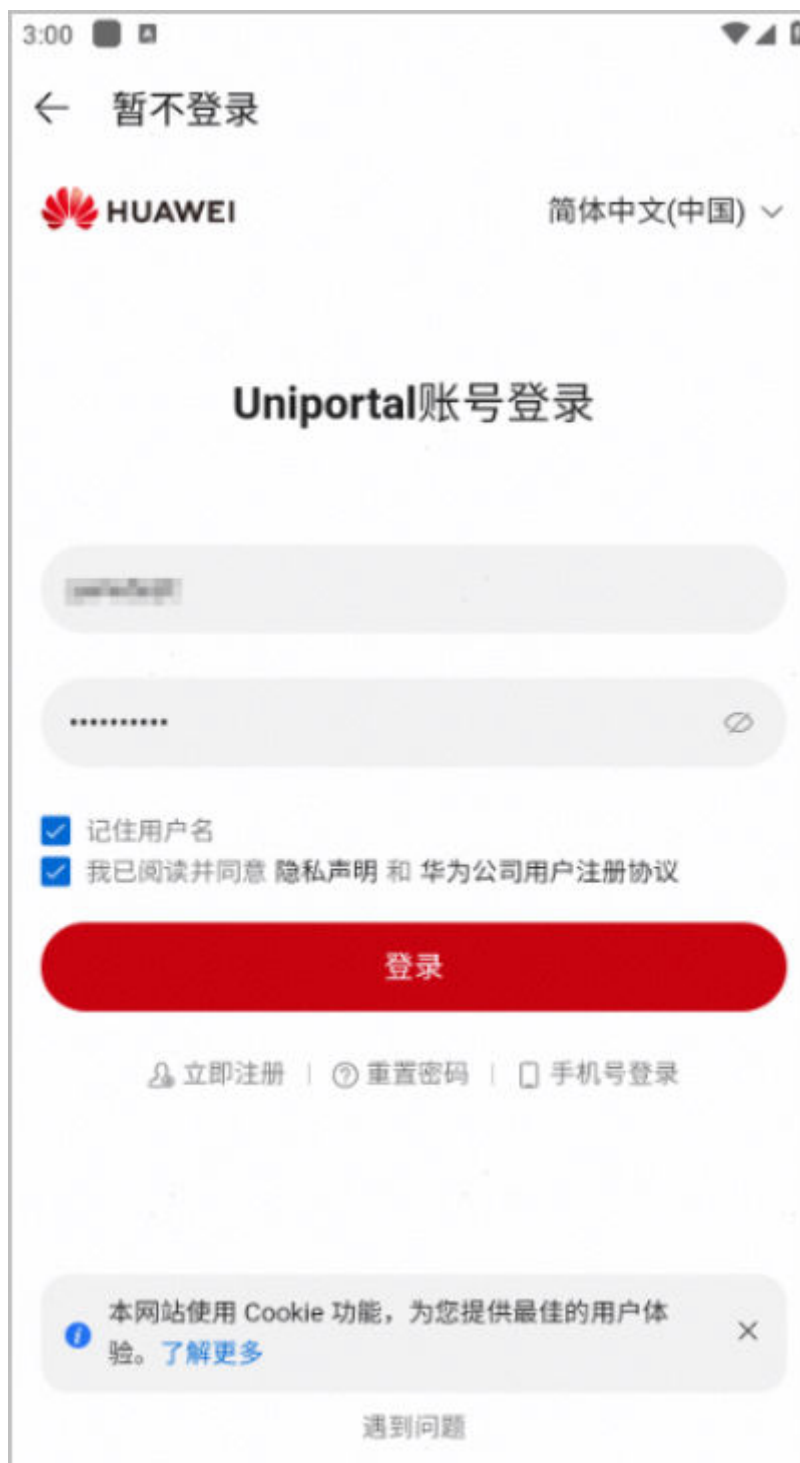 3:00
暂不登录
HUAWEI 简体中文(中国)
Uniportal账号登录
••••••••••
记住用户名
我已阅读并同意 隐私声明 和 华为公司用户注册协议
登录
立即注册 | 重置密码 | 手机号登录
本网站使用 Cookie 功能，为您提供最佳的用户体
验。了解更多
遇到问题